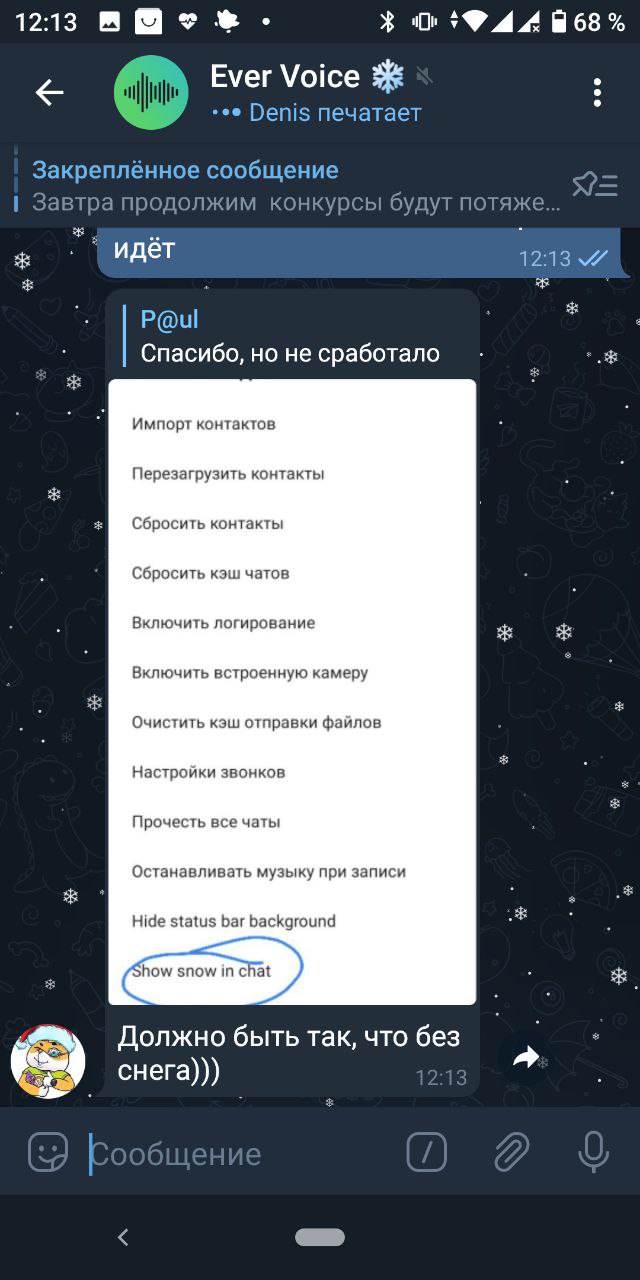 12:13
68 %
Ever Voice
Denis печатает
Закреплённое сообщение
Завтра продолжим конкурсы будут потяже...
идёт
12:13
P@ul
Спасибо, но не сработало
Импорт контактов
Перезагрузить контакты
Сбросить контакты
Сбросить кэш чатов
Включить логирование
Включить встроенную камеру
Очистить кэш отправки файлов
Настройки звонков
Прочесть все чаты
Останавливать музыку при записи
Hide status bar background
Show snow in chat
Должно быть так, что без
снега)))
12:13
Сообщение